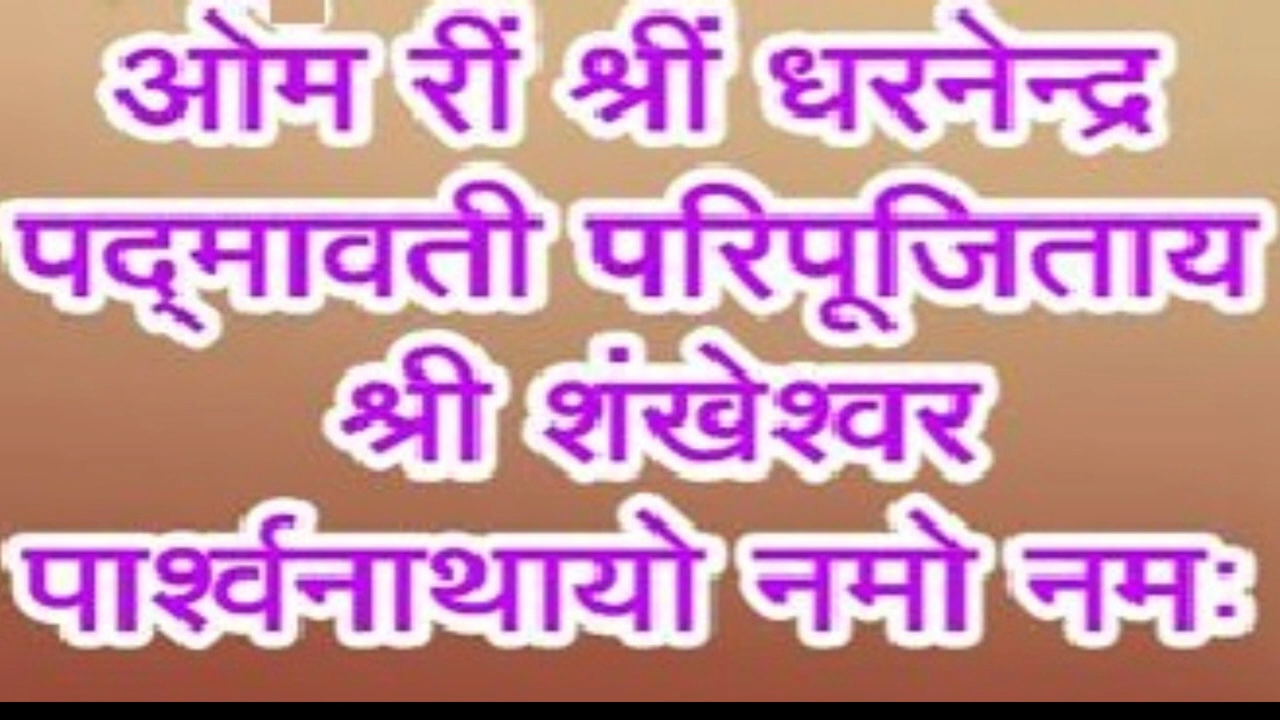 ओम रीं श्रीं धरनेन्द्र
पद्मावती परिपूजिताय
श्री शंखेश्वर
पार्श्वनाथायो नमो नमः